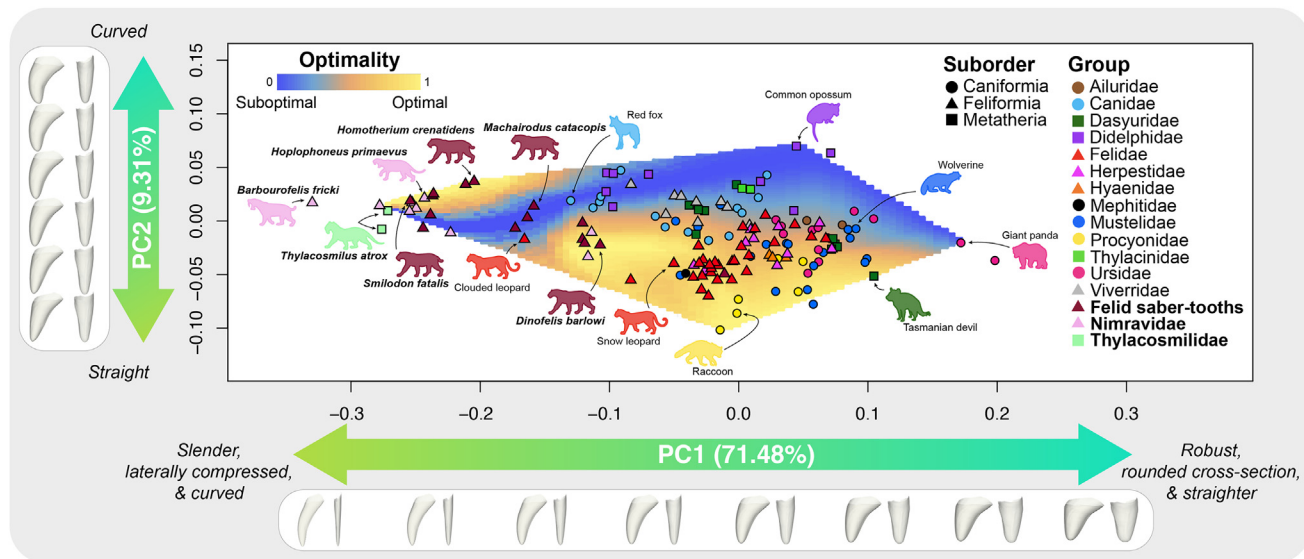 Curved
PC2 (9.31%)
Straight
0.15
0.10
0.05
0.00
−0.05
−0.10
Optimality
0
1
Suboptimal
Optimal
Homotherium crenatidens
Machairodus catacopis
Hoplophoneus primaevus
Barbourofelis fricki
Thylacosmilus atrox
Smilodon fatalis
Clouded leopard
Red fox
Common opossum
Wolverine
Giant panda
Tasmanian devil
Dinofelis barlowi
Snow leopard
Raccoon
Suborder
Caniformia
Feliformia
Metatheria
Group
Ailuridae
Canidae
Dasyuridae
Didelphidae
Felidae
Herpestidae
Hyaenidae
Mephitidae
Mustelidae
Procyonidae
Thylacinidae
Ursidae
Viverridae
Felid saber-tooths
Nimravidae
Thylacosmilidae
−0.3
−0.2
−0.1
0.0
0.1
0.2
0.3
Slender,
laterally compressed,
& curved
PC1 (71.48%)
Robust,
rounded cross-section,
& straighter